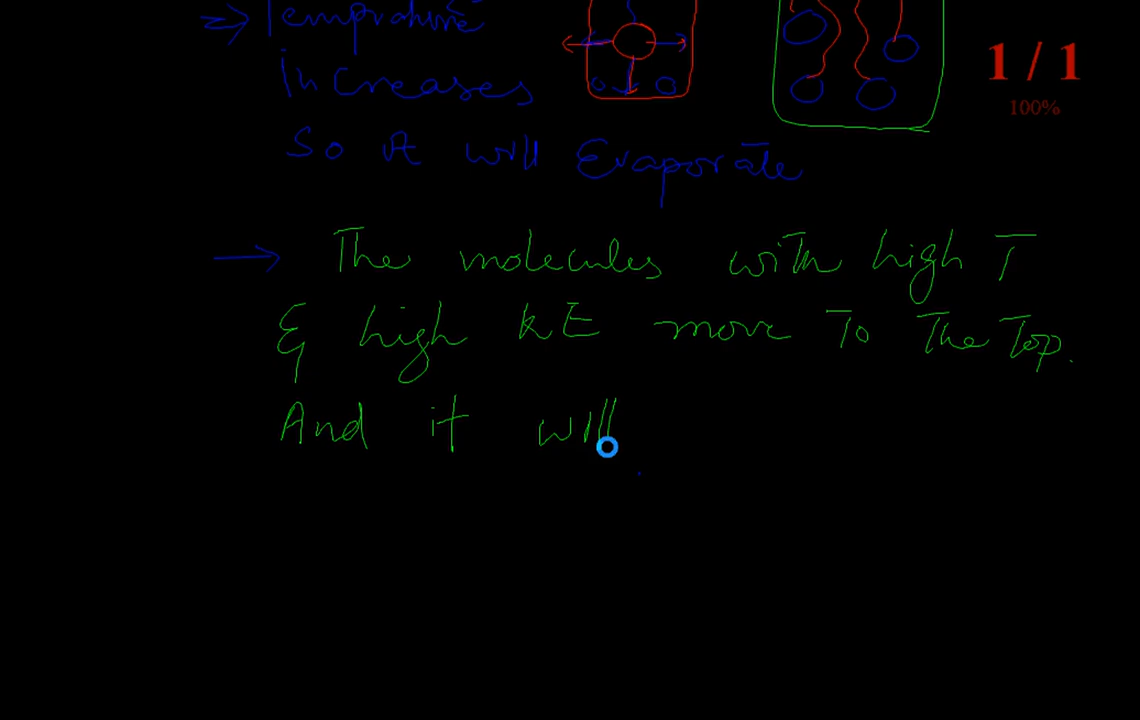 Temprature
increases
So it will Evaporate
The molecules with high T
& high KE move To The Top.
And it will
1 / 1
100%